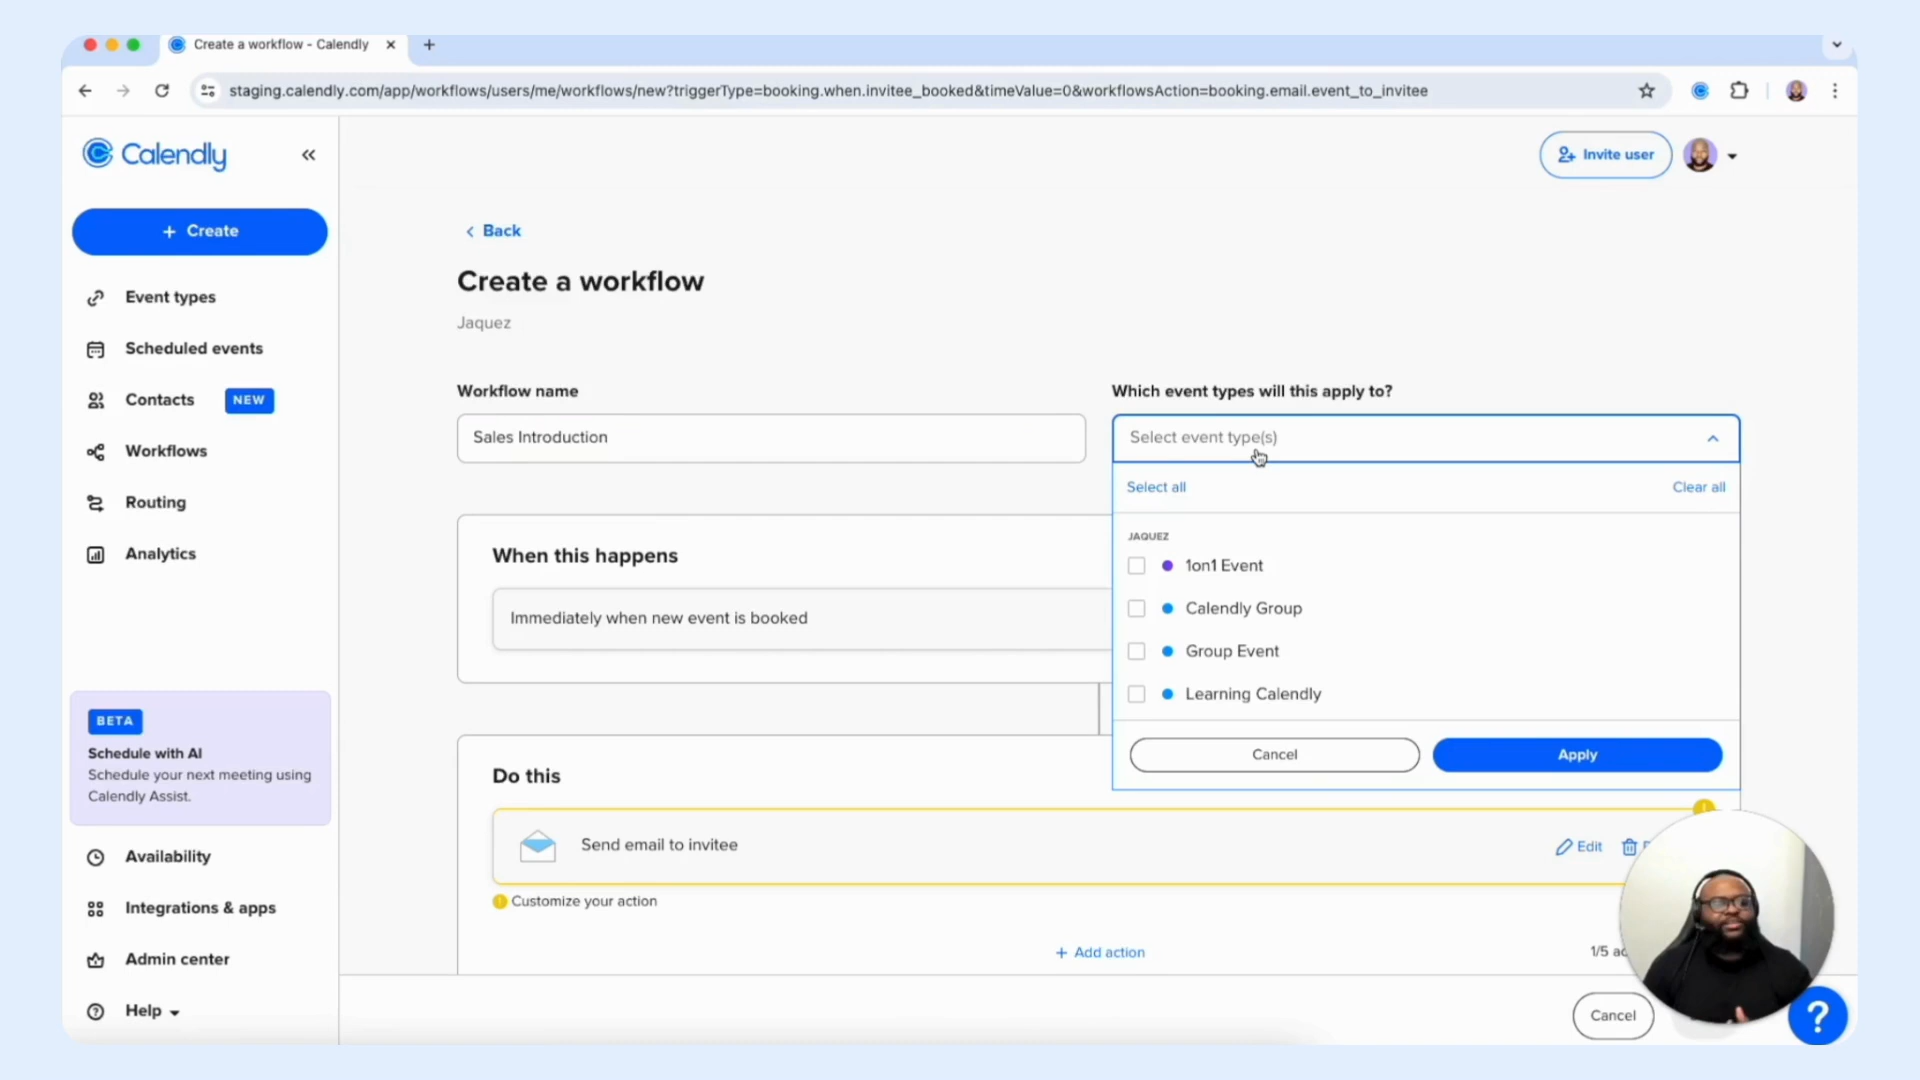 Create a workflow - Calendly
staging.calendly.com/app/workflows/users/me/workflows/new?triggerType=booking.when.invitee_booked&timeValue=0&workflowsAction=booking.email.event_to_invitee
Calendly
Invite user
+ Create
Event types
Scheduled events
Contacts NEW
Workflows
Routing
Analytics
BETA
Schedule with AI
Schedule your next meeting using
Calendly Assist.
Availability
Integrations & apps
Admin center
Help
Back
Create a workflow
Jaquez
Workflow name
Sales Introduction
Which event types will this apply to?
Select event type(s)
Select all Clear all
JAQUEZ
1on1 Event
Calendly Group
Group Event
Learning Calendly
Cancel Apply
When this happens
Immediately when new event is booked
Do this
Send email to invitee
Edit
Customize your action
+ Add action
1/5
Cancel
?